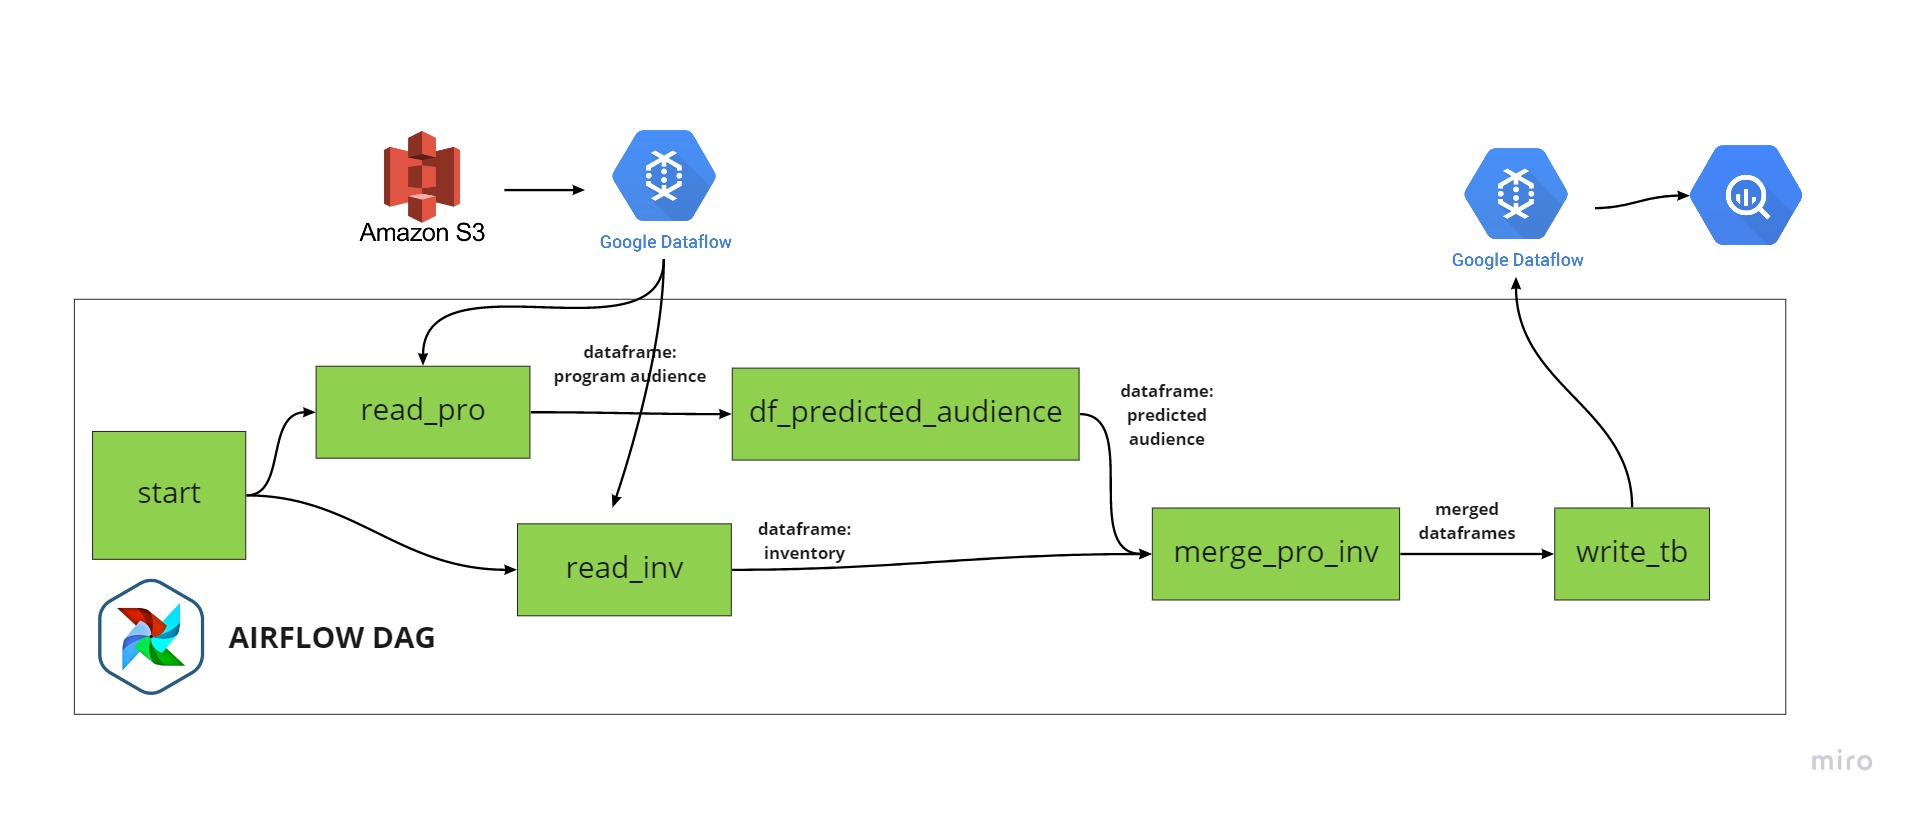 Amazon S3
Google Dataflow
Google Dataflow
dataframe:
program audience
read_pro
df_predicted_audience
dataframe:
predicted
audience
start
read_inv
dataframe:
inventory
merge_pro_inv
merged
dataframes
write_tb
AIRFLOW DAG
miro